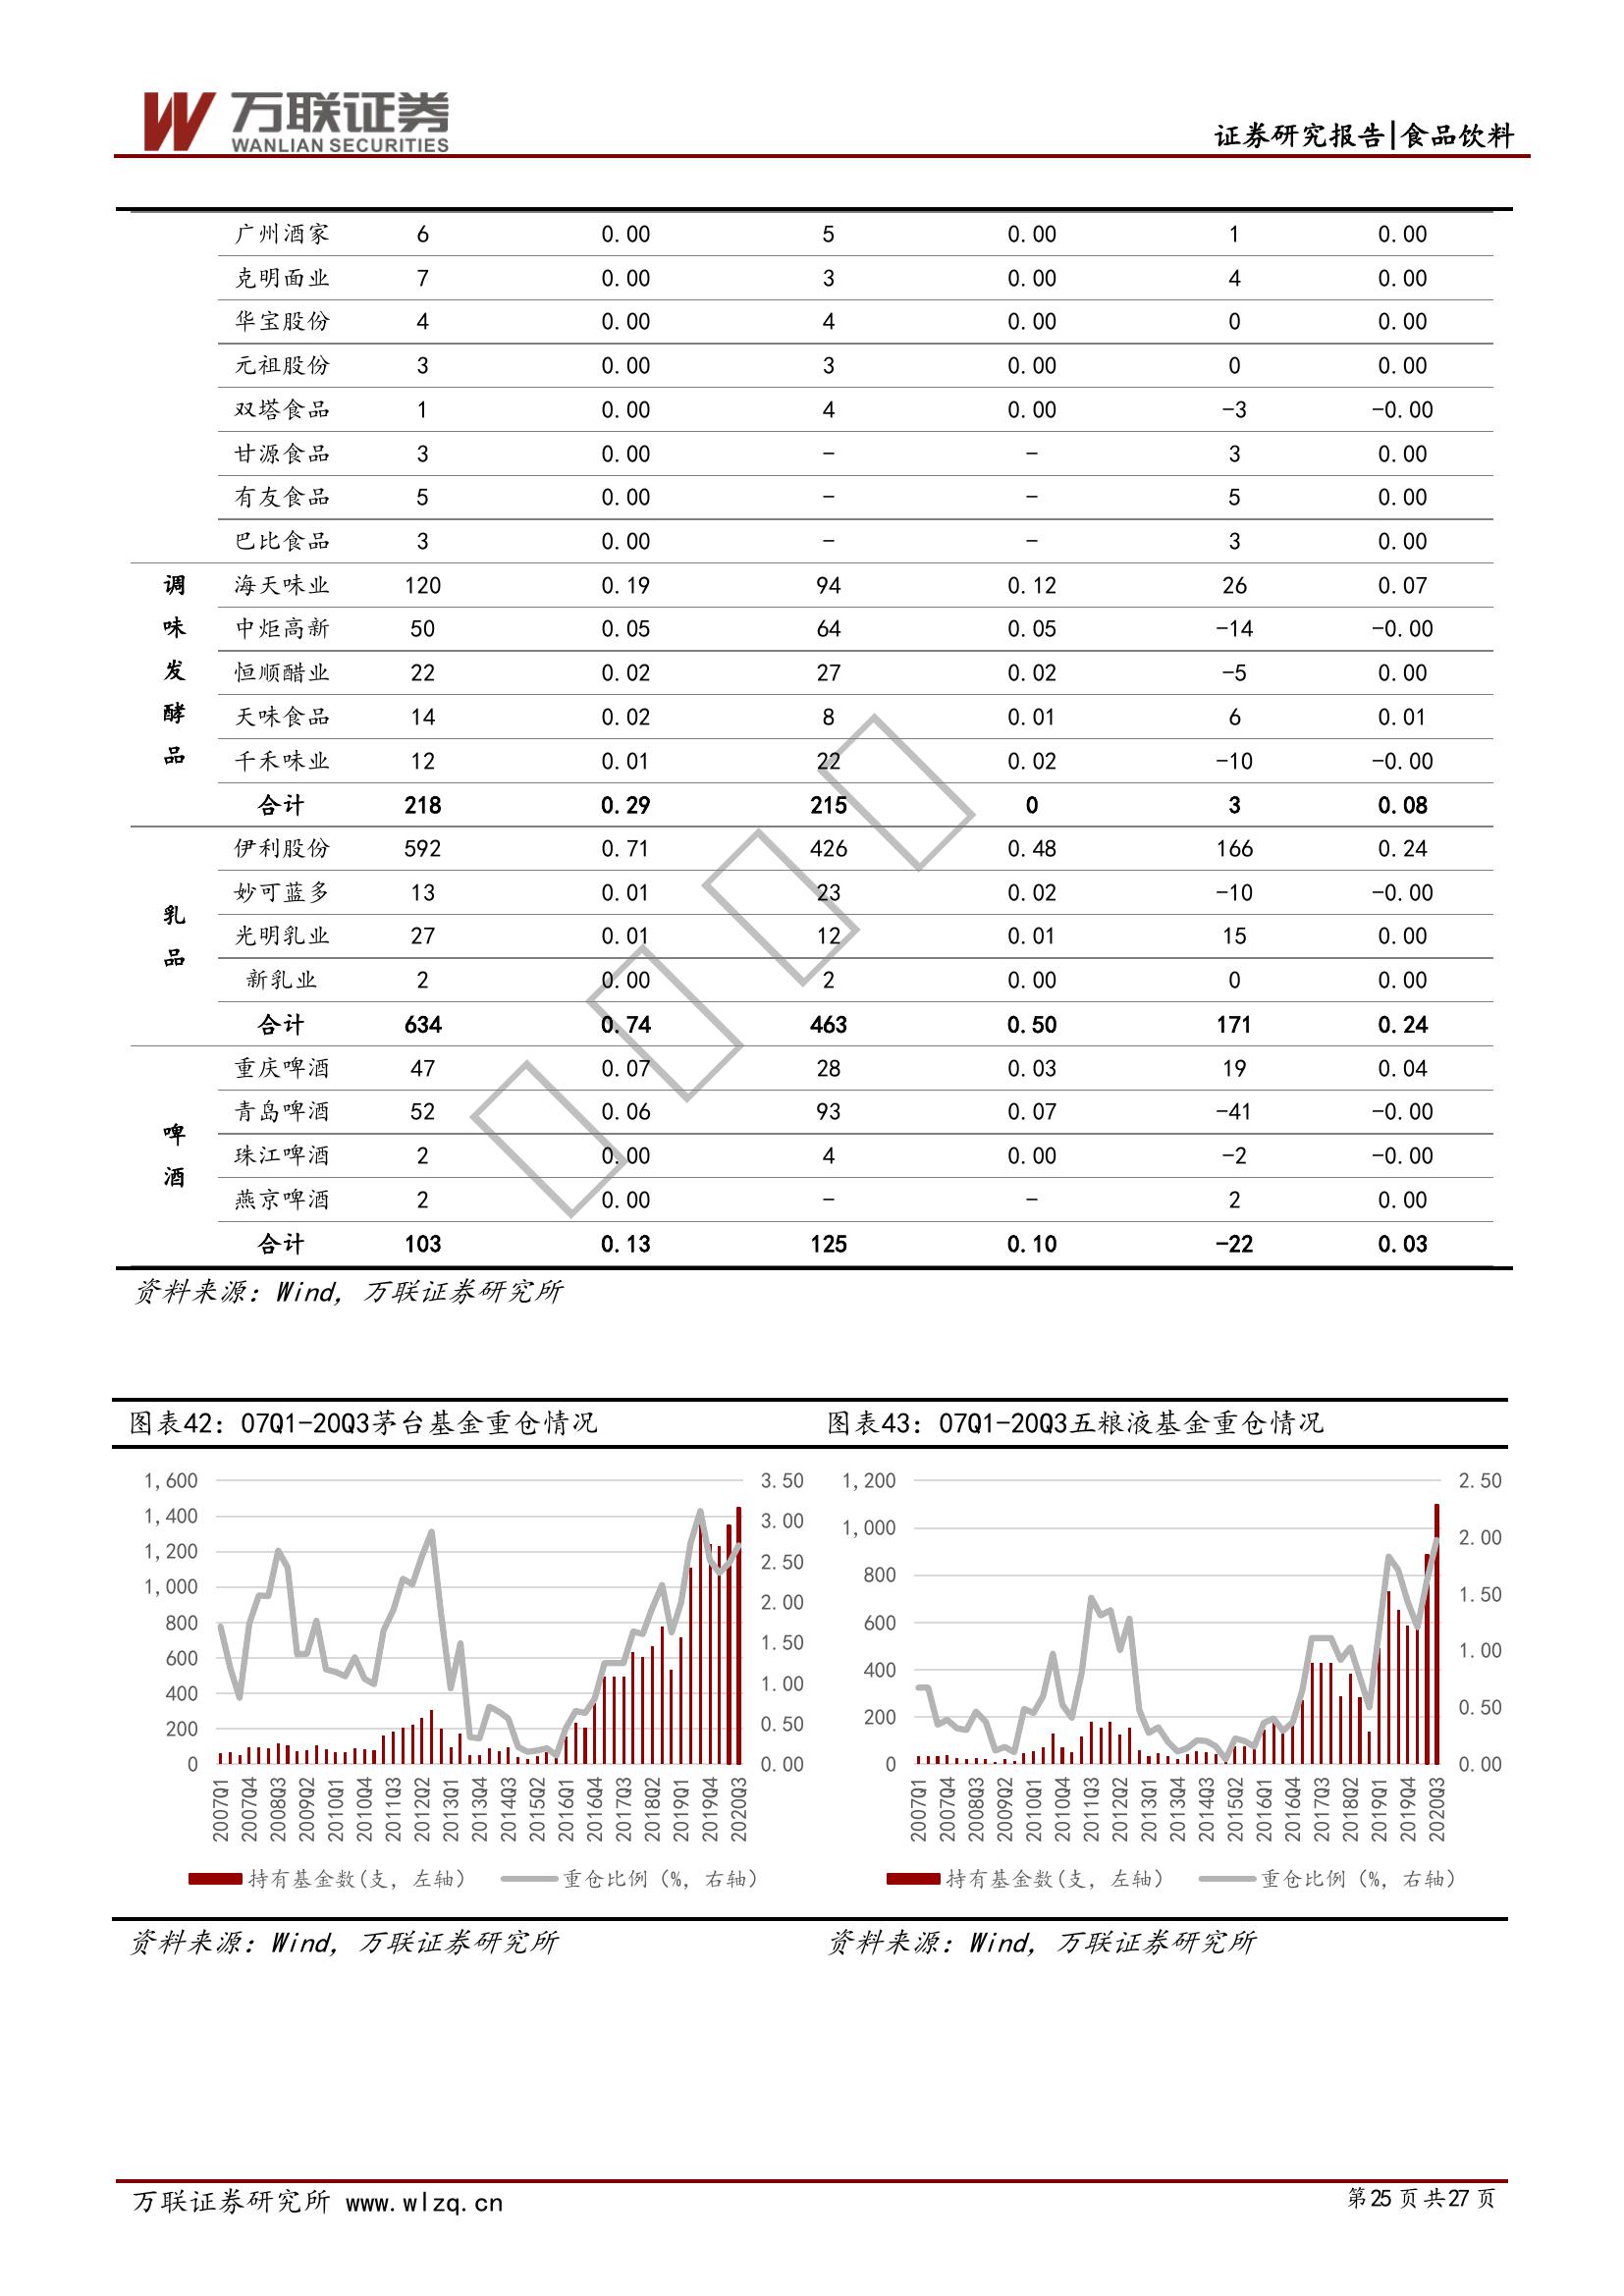 万联证券
WANLIAN SECURITIES
证券研究报告|食品饮料
广州酒家 6 0.00 5 0.00 1 0.00
克明面业 7 0.00 3 0.00 4 0.00
华宝股份 4 0.00 4 0.00 0 0.00
元祖股份 3 0.00 3 0.00 0 0.00
双塔食品 1 0.00 4 0.00 -3 -0.00
甘源食品 3 0.00 - - 3 0.00
有友食品 5 0.00 - - 5 0.00
巴比食品 3 0.00 - - 3 0.00
调味发酵品
海天味业 120 0.19 94 0.12 26 0.07
中炬高新 50 0.05 64 0.05 -14 -0.00
恒顺醋业 22 0.02 27 0.02 -5 0.00
天味食品 14 0.02 8 0.01 6 0.01
千禾味业 12 0.01 22 0.02 -10 -0.00
合计 218 0.29 215 0 3 0.08
乳品
伊利股份 592 0.71 426 0.48 166 0.24
妙可蓝多 13 0.01 23 0.02 -10 -0.00
光明乳业 27 0.01 12 0.01 15 0.00
新乳业 2 0.00 2 0.00 0 0.00
合计 634 0.74 463 0.50 171 0.24
啤酒
重庆啤酒 47 0.07 28 0.03 19 0.04
青岛啤酒 52 0.06 93 0.07 -41 -0.00
珠江啤酒 2 0.00 4 0.00 -2 -0.00
燕京啤酒 2 0.00 - - 2 0.00
合计 103 0.13 125 0.10 -22 0.03
资料来源：Wind，万联证券研究所
图表42：07Q1-20Q3茅台基金重仓情况
1,600
1,400
1,200
1,000
800
600
400
200
0
3.50
3.00
2.50
2.00
1.50
1.00
0.50
0.00
2007Q1
2007Q4
2008Q3
2009Q2
2010Q1
2010Q4
2011Q3
2012Q2
2013Q1
2013Q4
2014Q3
2015Q2
2016Q1
2016Q4
2017Q3
2018Q2
2019Q1
2019Q4
2020Q3
持有基金数(支，左轴）
重仓比例（%，右轴）
资料来源：Wind，万联证券研究所
图表43：07Q1-20Q3五粮液基金重仓情况
1,200
1,000
800
600
400
200
0
2.50
2.00
1.50
1.00
0.50
0.00
2007Q1
2007Q4
2008Q3
2009Q2
2010Q1
2010Q4
2011Q3
2012Q2
2013Q1
2013Q4
2014Q3
2015Q2
2016Q1
2016Q4
2017Q3
2018Q2
2019Q1
2019Q4
2020Q3
持有基金数(支，左轴）
重仓比例（%，右轴）
资料来源：Wind，万联证券研究所
万联证券研究所 www.wlzq.cn
第25页共27页